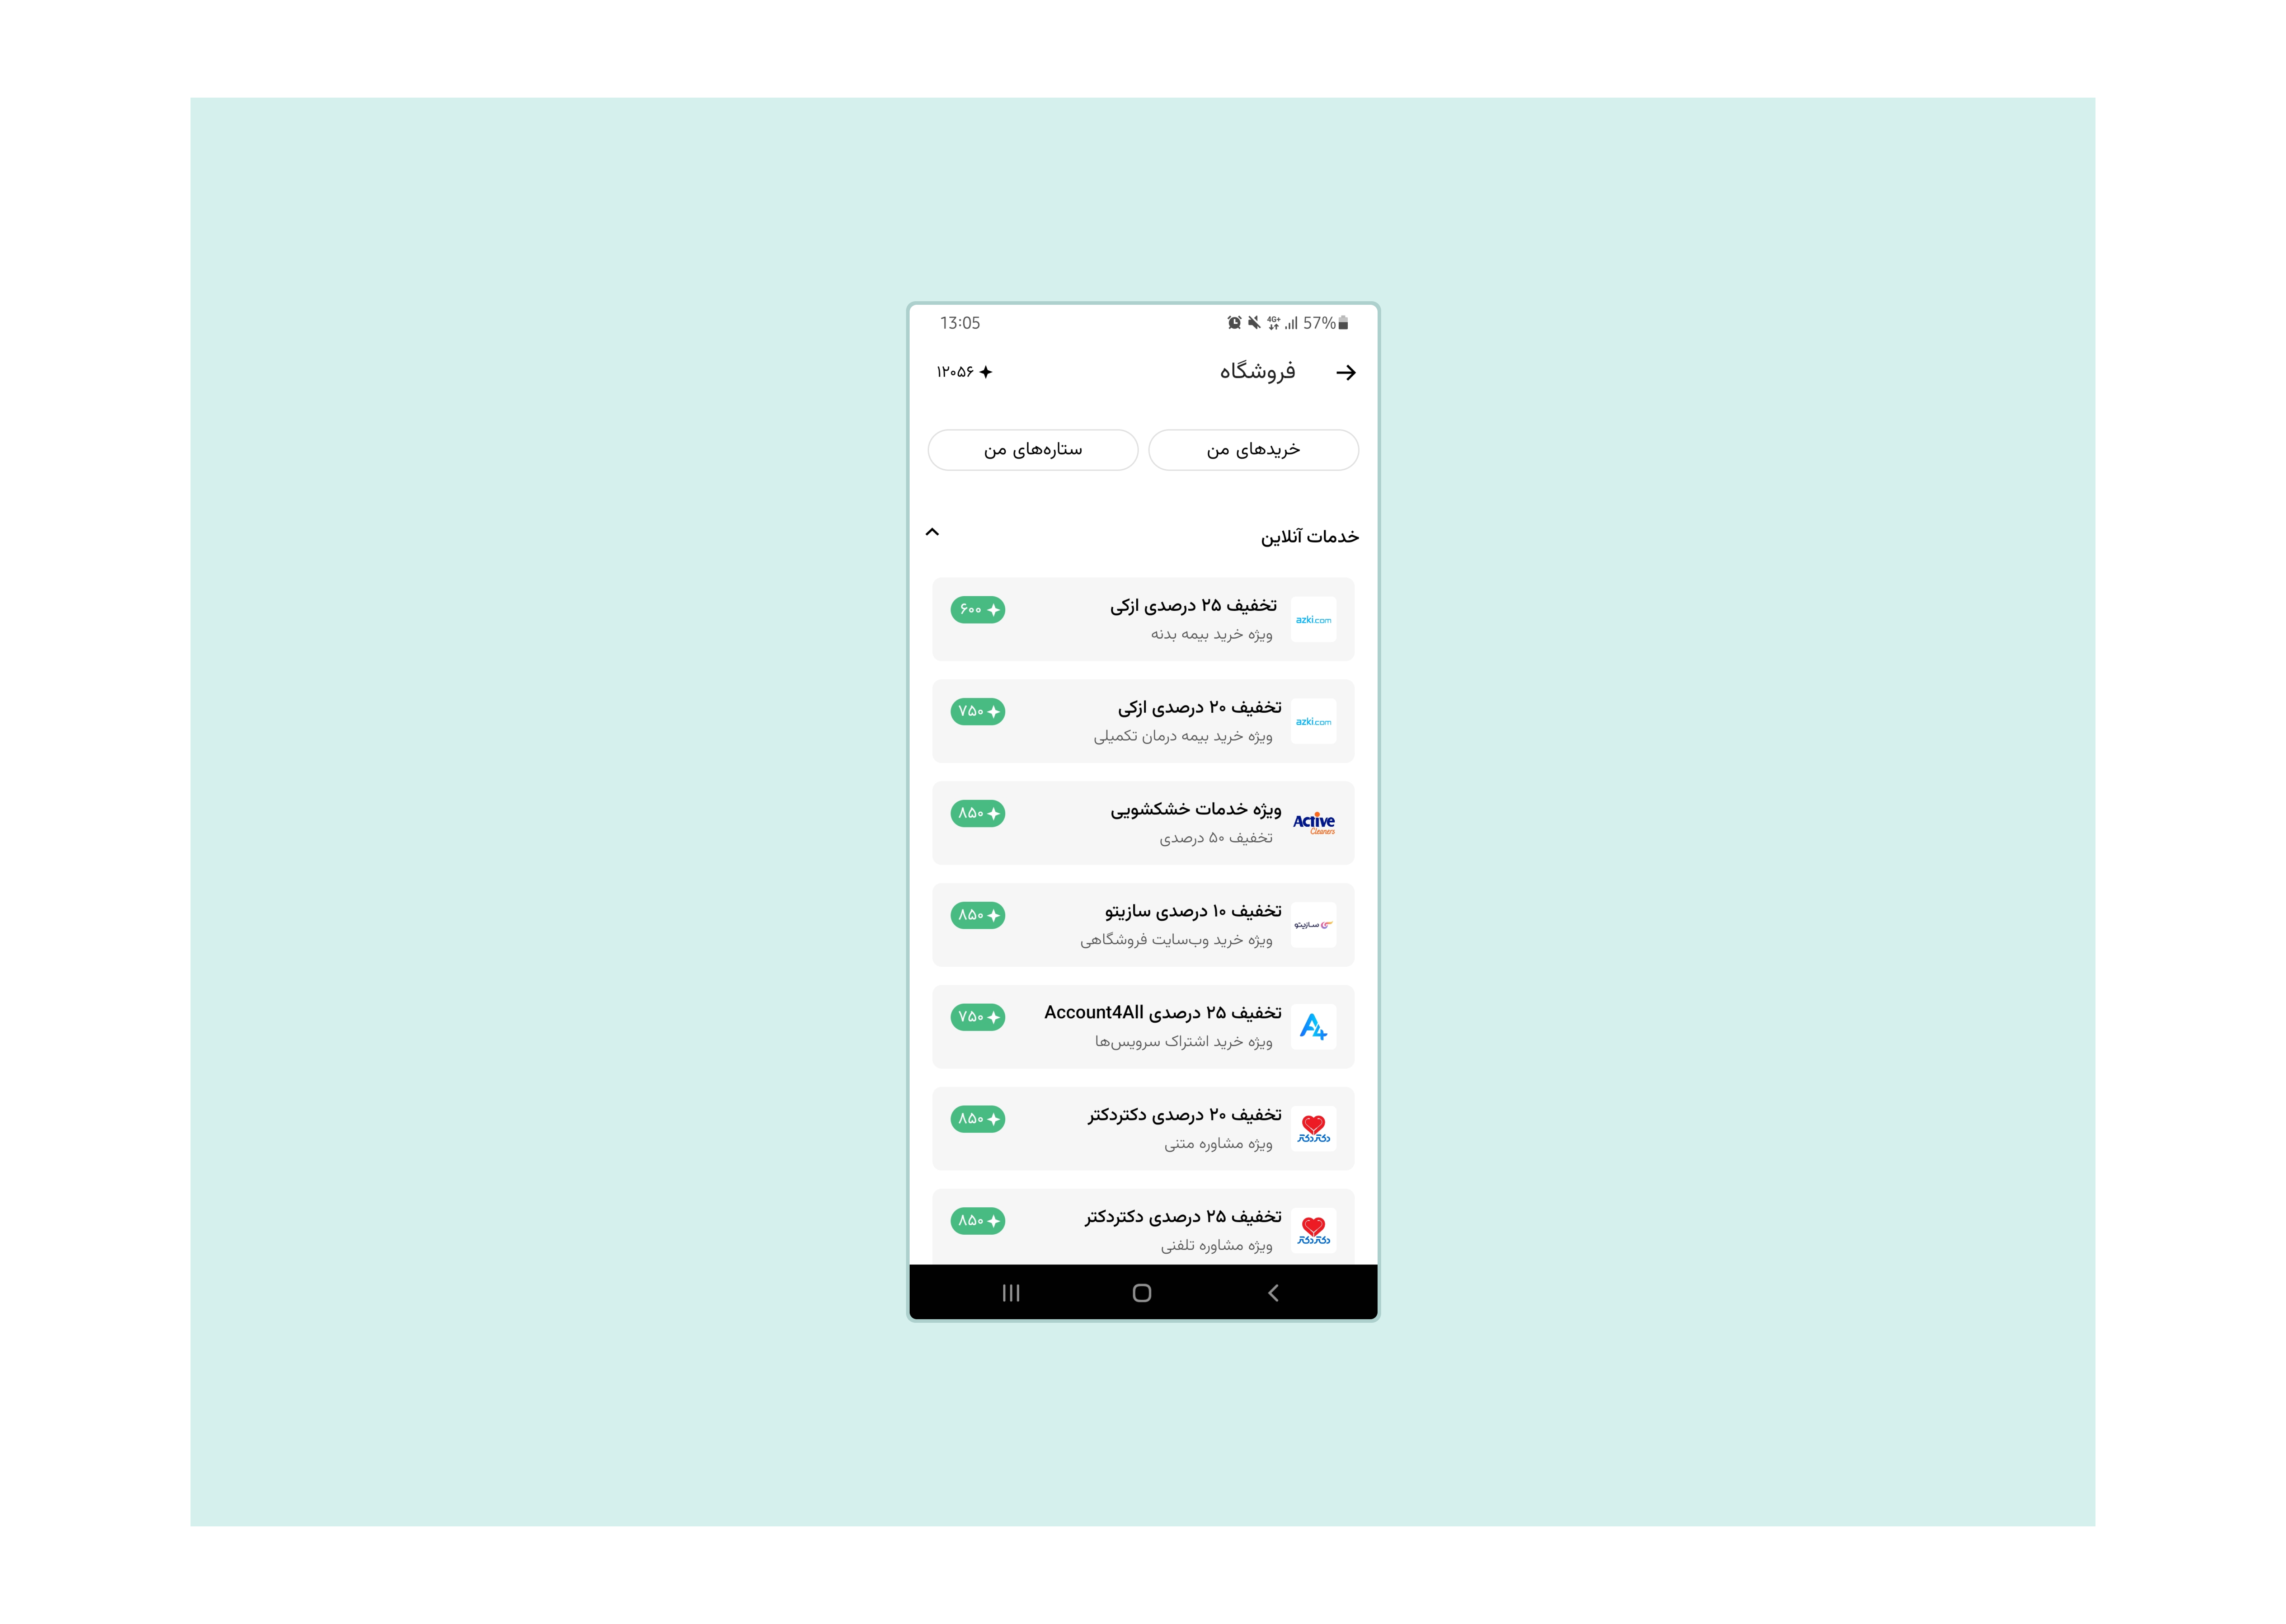 13:05
4G+ 57%
فروشگاه
۱۲۰۵۶
خریدهای من
ستاره‌های من
خدمات آنلاین
azki.com
تخفیف ۲۵ درصدی ازکی
ویژه خرید بیمه بدنه
۶۰۰
azki.com
تخفیف ۲۰ درصدی ازکی
ویژه خرید بیمه درمان تکمیلی
۷۵۰
Active
Cleaners
ویژه خدمات خشکشویی
تخفیف ۵۰ درصدی
۸۵۰
سازیتو
تخفیف ۱۰ درصدی سازیتو
ویژه خرید وب‌سایت فروشگاهی
۸۵۰
A4
تخفیف ۲۵ درصدی Account4All
ویژه خرید اشتراک سرویس‌ها
۷۵۰
دکتردکتر
تخفیف ۲۰ درصدی دکتردکتر
ویژه مشاوره متنی
۸۵۰
دکتردکتر
تخفیف ۲۵ درصدی دکتردکتر
ویژه مشاوره تلفنی
۸۵۰